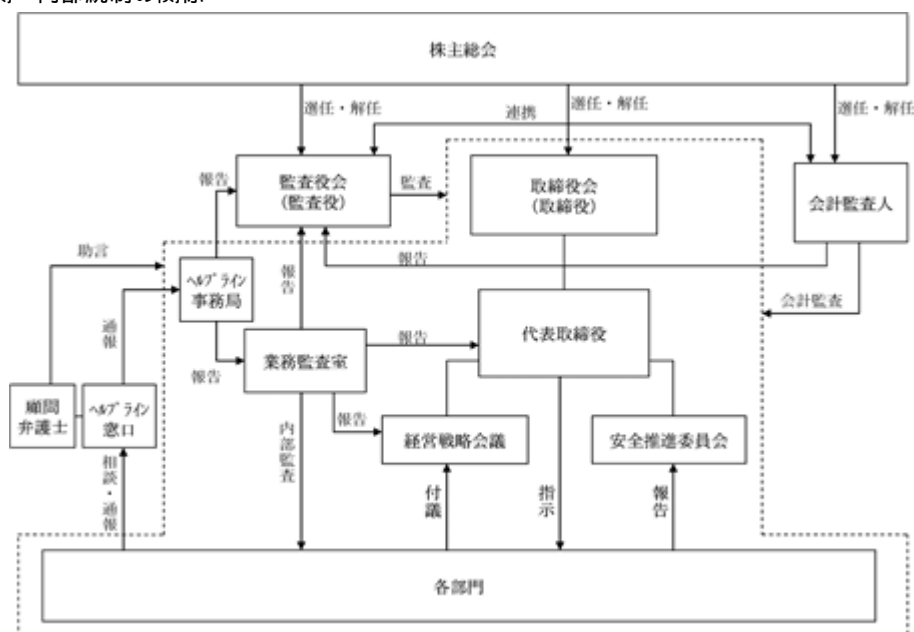 株主総会
選任・解任
選任・解任
選任・解任
連携
報告
監査役会
(監査役)
監査
取締役会
(取締役)
会計監査人
助言
ヘルプライン
事務局
報告
報告
会計監査
通報
報告
業務監査室
報告
代表取締役
顧問
弁護士
ヘルプライン
窓口
報告
経営戦略会議
安全推進委員会
相談・通報
内部監査
付議
指示
報告
各部門